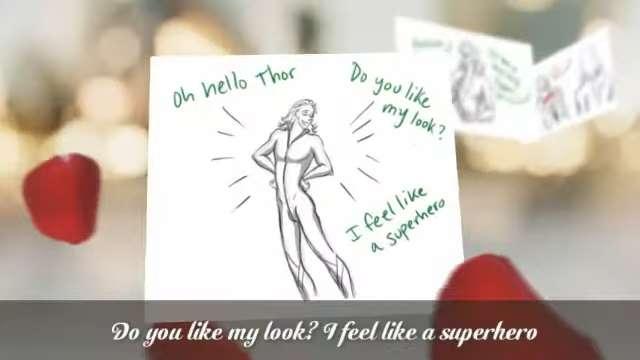 Oh hello Thor
Do you like
my look?
I feel like
a superhero
Do you like my look? I feel like a superhero